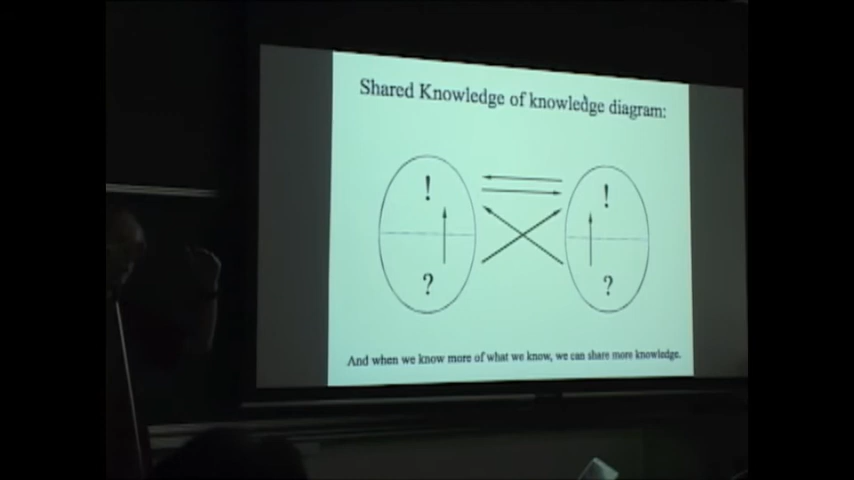 Shared Knowledge of knowledge diagram:
! !
? ?
And when we know more of what we know, we can share more knowledge.